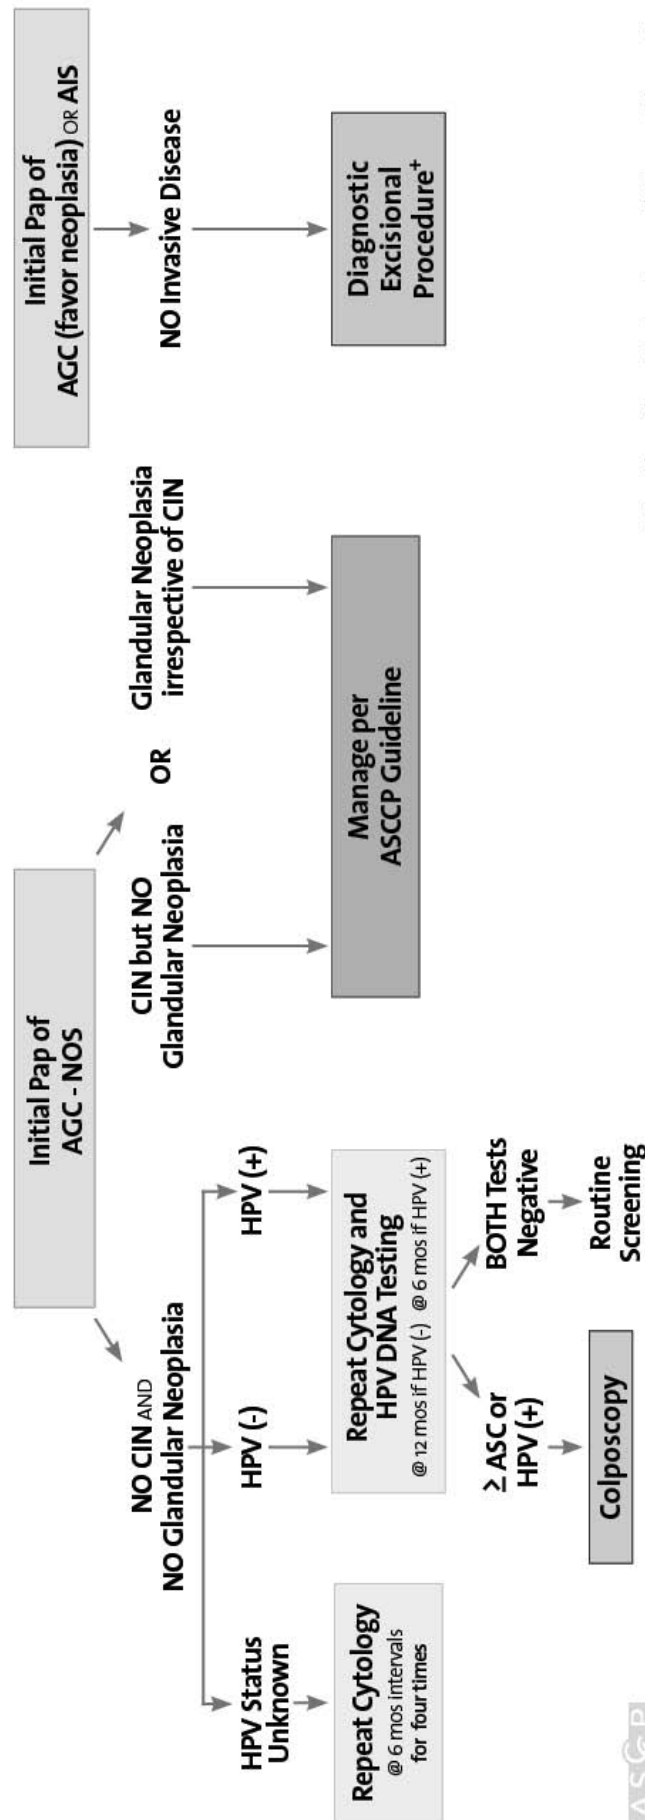 Initial Pap of
AGC - NOS
Initial Pap of
AGC (favor neoplasia) OR AIS
NO CIN AND
NO Glandular Neoplasia
CIN but NO
Glandular Neoplasia
OR
Glandular Neoplasia
irrespective of CIN
NO Invasive Disease
HPV Status
Unknown
HPV (-)
HPV (+)
Repeat Cytology
@ 6 mos intervals
for four times
Repeat Cytology and
HPV DNA Testing
@ 12 mos if HPV (-) @ 6 mos if HPV (+)
Manage per
ASCCP Guideline
Diagnostic
Excisional
Procedure+
≥ ASC or
HPV (+)
BOTH Tests
Negative
Colposcopy
Routine
Screening